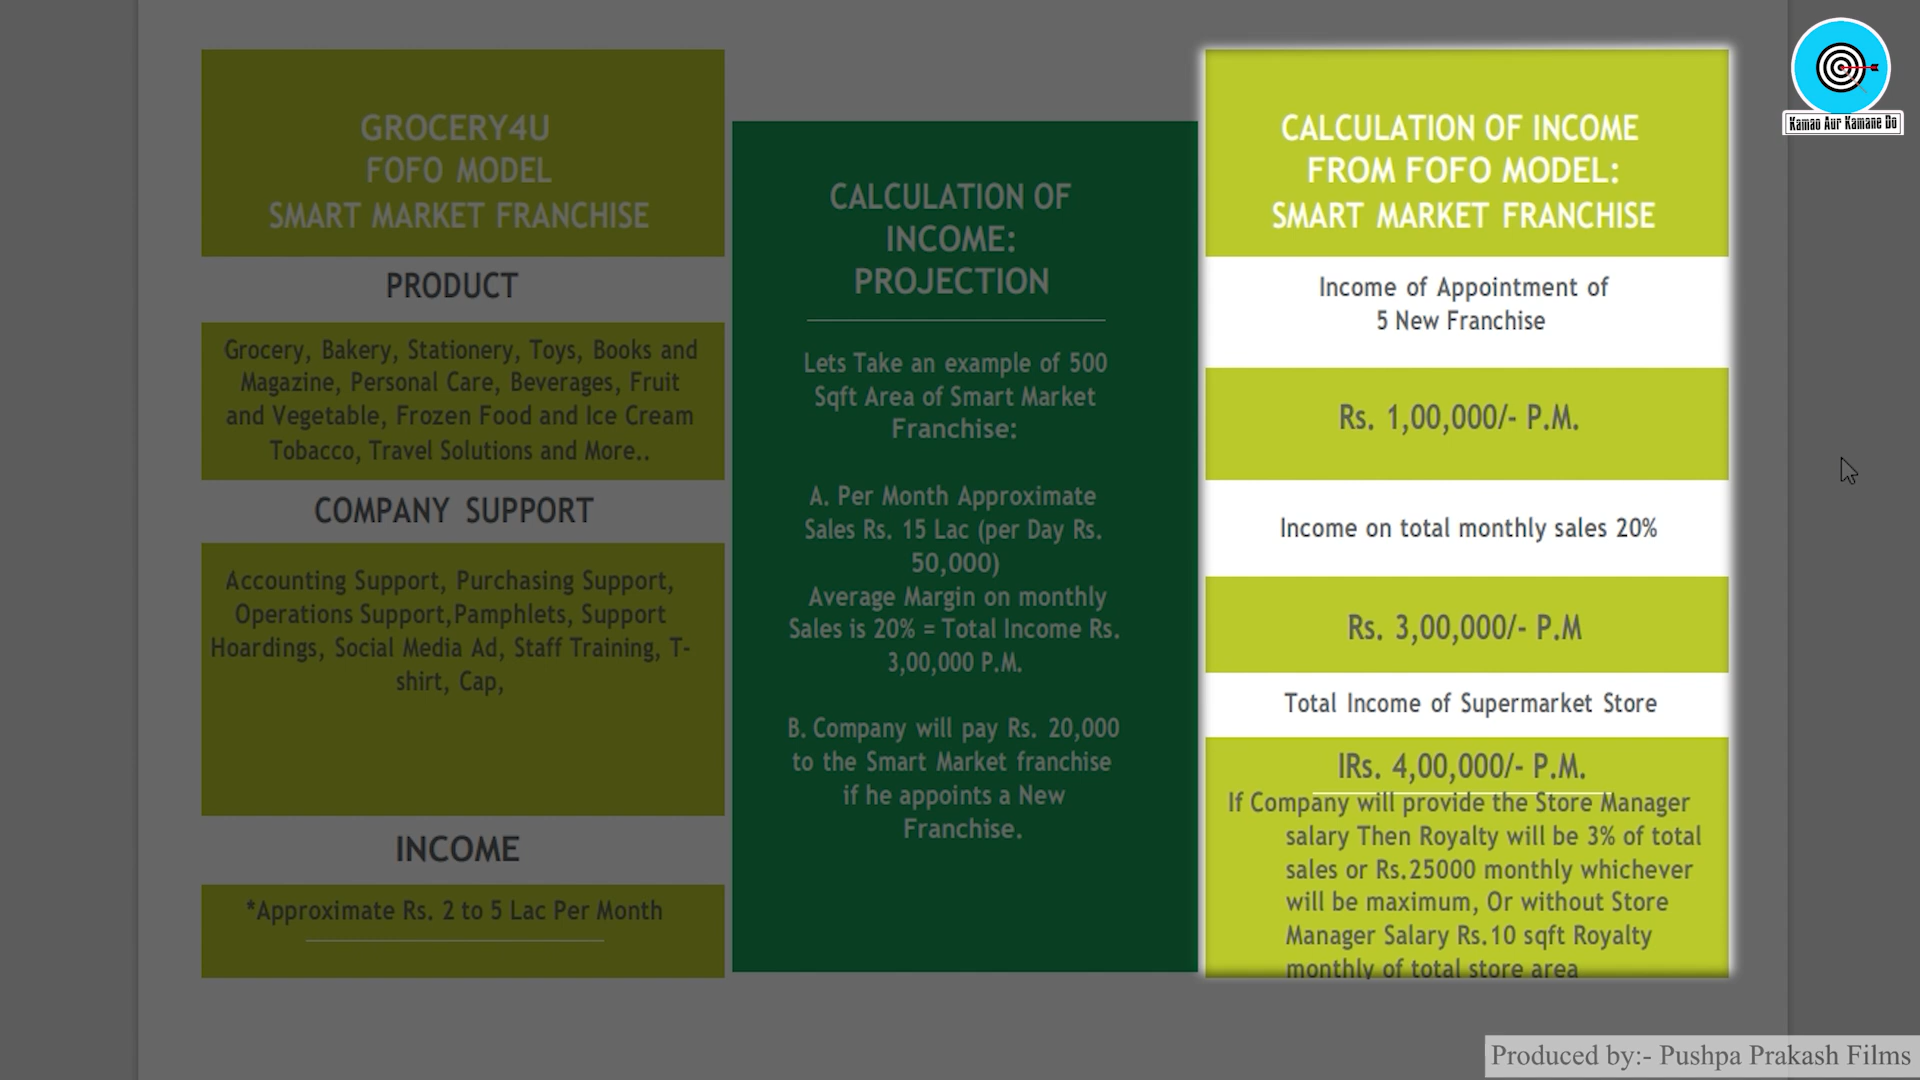 GROCERY4U
FOFO MODEL
SMART MARKET FRANCHISE
PRODUCT
Grocery, Bakery, Stationery, Toys, Books and
Magazine, Personal Care, Beverages, Fruit
and Vegetable, Frozen Food and Ice Cream
Tobacco, Travel Solutions and More..
COMPANY SUPPORT
Accounting Support, Purchasing Support,
Operations Support,Pamphlets, Support
Hoardings, Social Media Ad, Staff Training, T-
shirt, Cap,
INCOME
*Approximate Rs. 2 to 5 Lac Per Month
CALCULATION OF
INCOME:
PROJECTION
Lets Take an example of 500
Sqft Area of Smart Market
Franchise:
A. Per Month Approximate
Sales Rs. 15 Lac (per Day Rs.
50,000)
Average Margin on monthly
Sales is 20% = Total Income Rs.
3,00,000 P.M.
B. Company will pay Rs. 20,000
to the Smart Market franchise
if he appoints a New
Franchise.
CALCULATION OF INCOME
FROM FOFO MODEL:
SMART MARKET FRANCHISE
Income of Appointment of
5 New Franchise
Rs. 1,00,000/- P.M.
Income on total monthly sales 20%
Rs. 3,00,000/- P.M
Total Income of Supermarket Store
IRs. 4,00,000/- P.M.
If Company will provide the Store Manager
salary Then Royalty will be 3% of total
sales or Rs.25000 monthly whichever
will be maximum, Or without Store
Manager Salary Rs.10 sqft Royalty
monthly of total store area
Kamao Aur Kamane Do
Produced by:- Pushpa Prakash Films